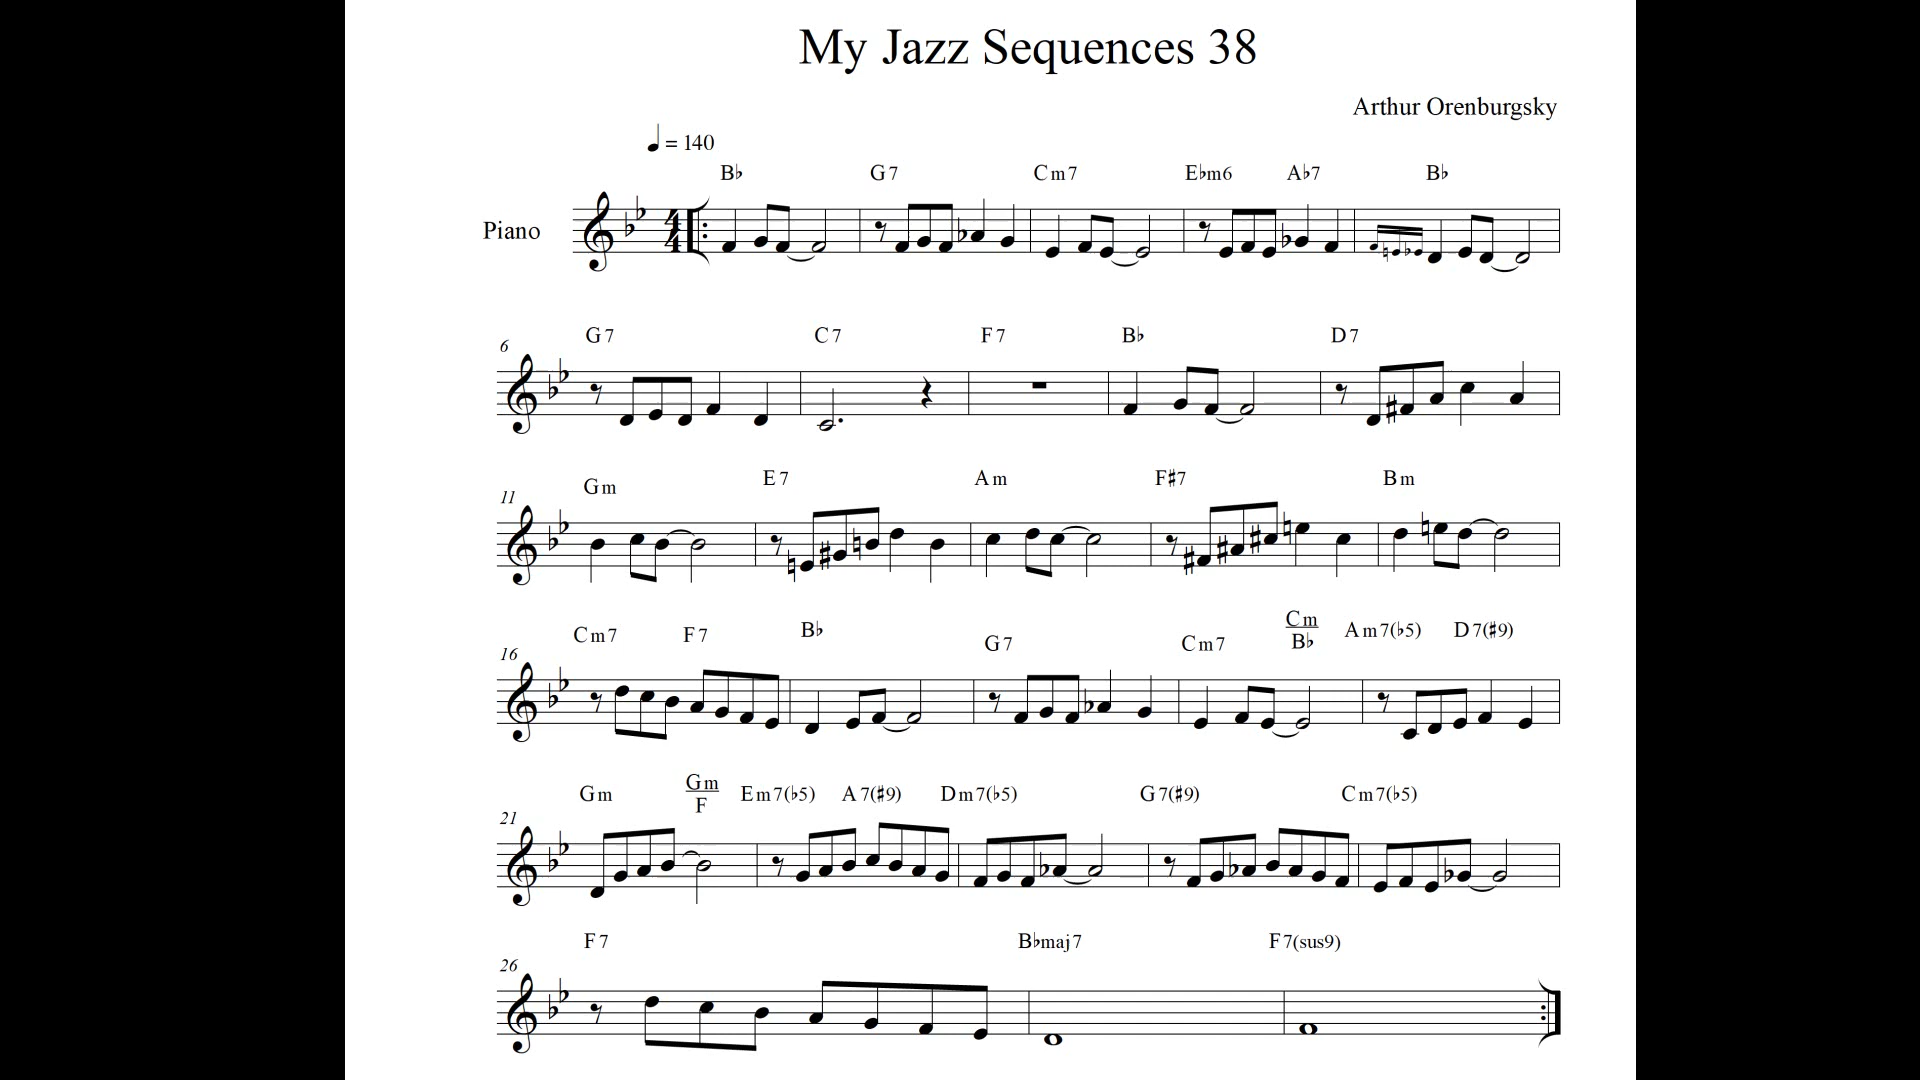 My Jazz Sequences 38
Arthur Orenburgsky
♩ = 140
B♭ G7 Cm7 E♭m6 A♭7 B♭
Piano
4/4
G7 C7 F7 B♭ D7
6
Gm E7 Am F♯7 Bm
11
Cm7 F7 B♭ G7 Cm7 Cm/B♭ Am7(♭5) D7(♯9)
16
Gm Gm/F Em7(♭5) A7(♯9) Dm7(♭5) G7(♯9) Cm7(♭5)
21
F7 B♭maj7 F7(sus9)
26